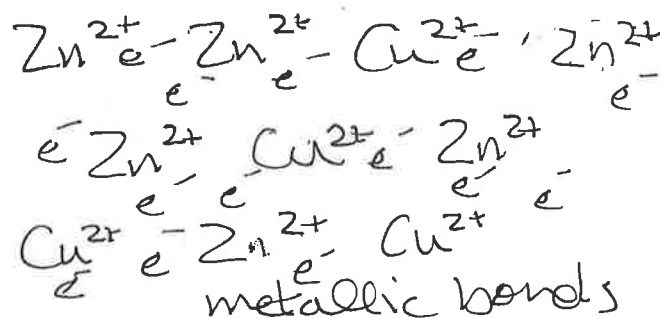 Zn²⁺ e⁻ Zn²⁺ e⁻ Cu²⁺ e⁻ Zn²⁺
e⁻ e⁻
e⁻ Zn²⁺ Cu²⁺ e⁻ Zn²⁺
e⁻ e⁻ e⁻ e⁻
Cu²⁺ e⁻ Zn²⁺ e⁻ Cu²⁺
e⁻
metallic bonds